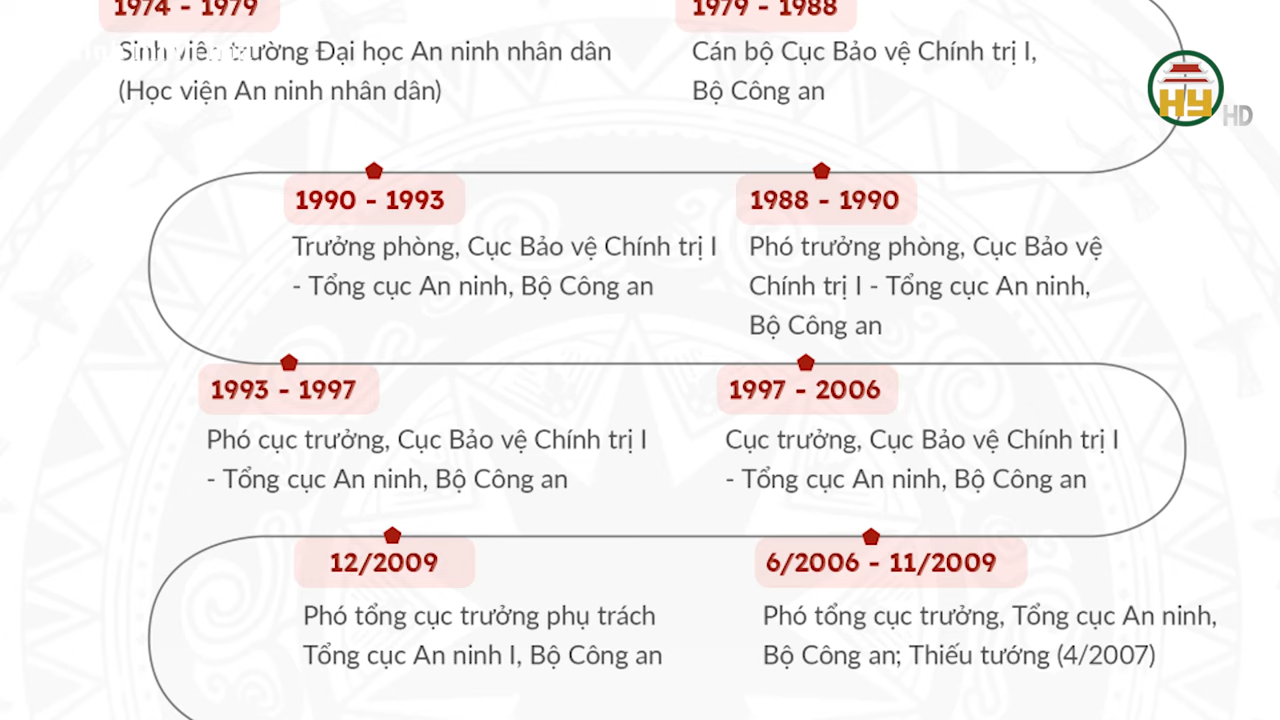 1974 - 1979
Sinh viên trường Đại học An ninh nhân dân
(Học viện An ninh nhân dân)
1979 - 1988
Cán bộ Cục Bảo vệ Chính trị I,
Bộ Công an
HY
HD
1990 - 1993
Trưởng phòng, Cục Bảo vệ Chính trị I
- Tổng cục An ninh, Bộ Công an
1988 - 1990
Phó trưởng phòng, Cục Bảo vệ
Chính trị I - Tổng cục An ninh,
Bộ Công an
1993 - 1997
Phó cục trưởng, Cục Bảo vệ Chính trị I
- Tổng cục An ninh, Bộ Công an
1997 - 2006
Cục trưởng, Cục Bảo vệ Chính trị I
- Tổng cục An ninh, Bộ Công an
12/2009
Phó tổng cục trưởng phụ trách
Tổng cục An ninh I, Bộ Công an
6/2006 - 11/2009
Phó tổng cục trưởng, Tổng cục An ninh,
Bộ Công an; Thiếu tướng (4/2007)